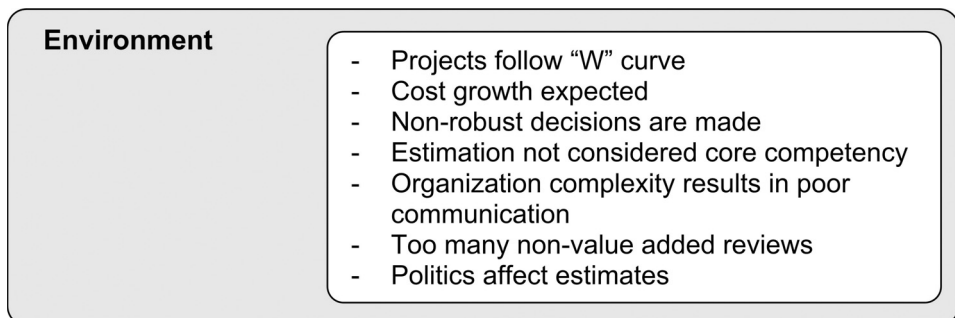 Environment
- Projects follow “W” curve
- Cost growth expected
- Non-robust decisions are made
- Estimation not considered core competency
- Organization complexity results in poor
communication
- Too many non-value added reviews
- Politics affect estimates